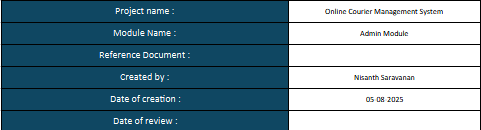 Project name : Online Courier Management System
Module Name : Admin Module
Reference Document :
Created by : Nisanth Saravanan
Date of creation : 05-08-2025
Date of review :